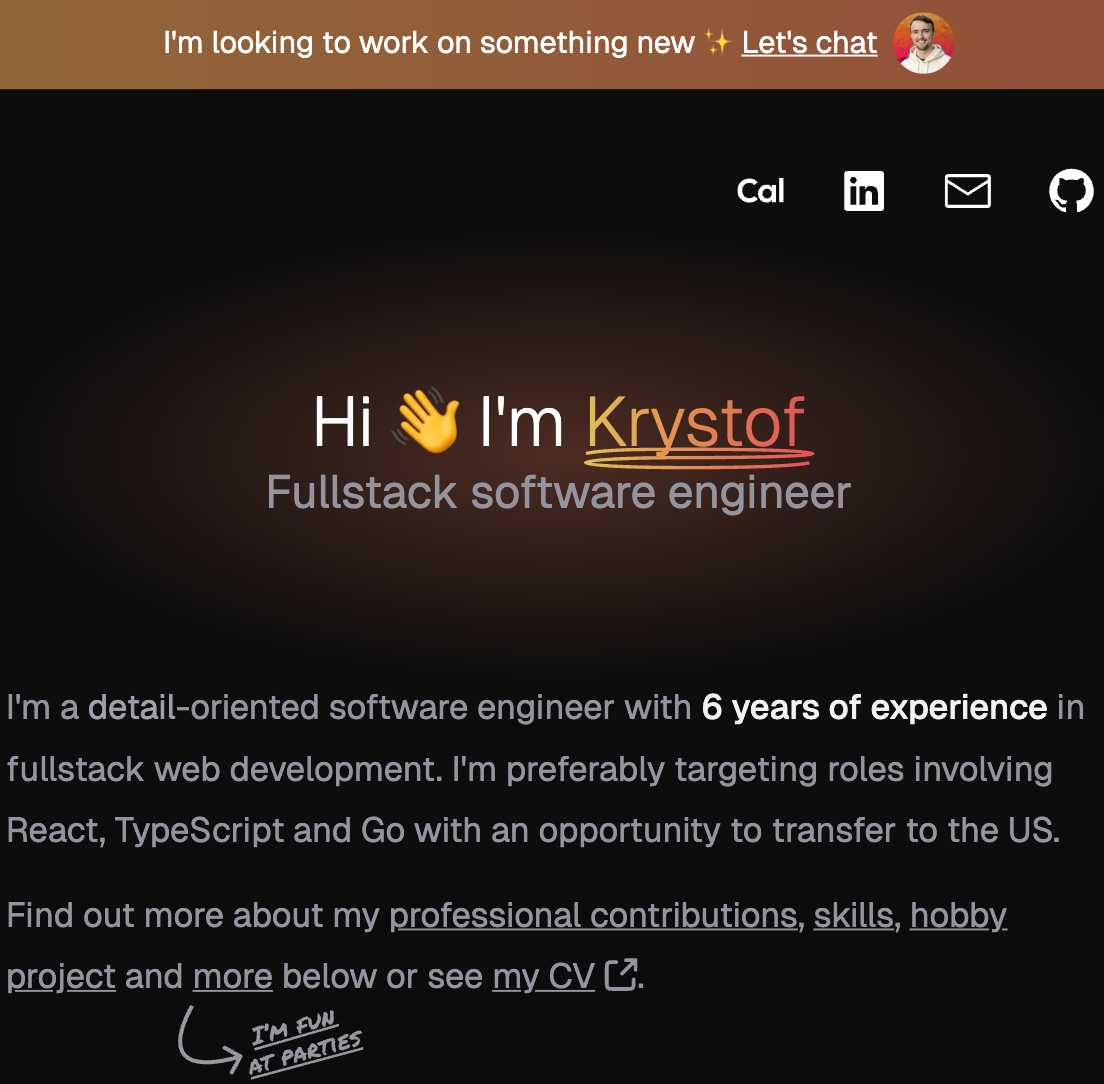 I'm looking to work on something new ✨ Let's chat
Cal
in
Hi 👋 I'm Krystof
Fullstack software engineer
I'm a detail-oriented software engineer with 6 years of experience in
fullstack web development. I'm preferably targeting roles involving
React, TypeScript and Go with an opportunity to transfer to the US.
Find out more about my professional contributions, skills, hobby
project and more below or see my CV.
I'M FUN
AT PARTIES